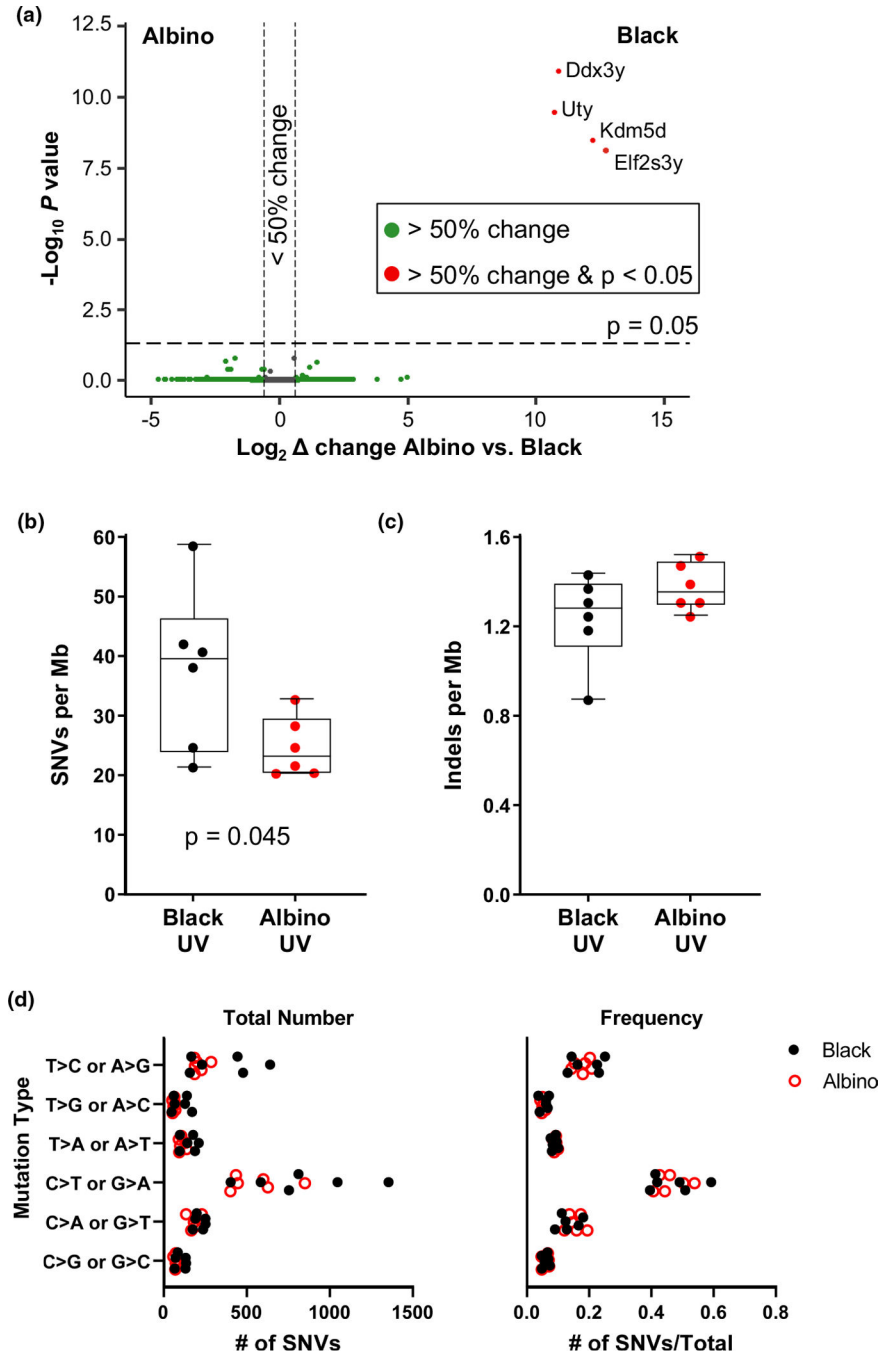 (a)
Albino
Black
12.5
10.0
7.5
5.0
2.5
0.0
-Log10 P value
< 50% change
Ddx3y
Uty
Kdm5d
Elf2s3y
> 50% change
> 50% change & p < 0.05
p = 0.05
-5
0
5
10
15
Log2 Δ change Albino vs. Black
(b)
60
50
40
30
20
10
0
SNVs per Mb
p = 0.045
Black UV
Albino UV
(c)
1.6
1.2
0.8
0.4
0.0
Indels per Mb
Black UV
Albino UV
(d)
Total Number
Frequency
Mutation Type
T>C or A>G
T>G or A>C
T>A or A>T
C>T or G>A
C>A or G>T
C>G or G>C
Black
Albino
0
500
1000
1500
# of SNVs
0.0
0.2
0.4
0.6
0.8
# of SNVs/Total